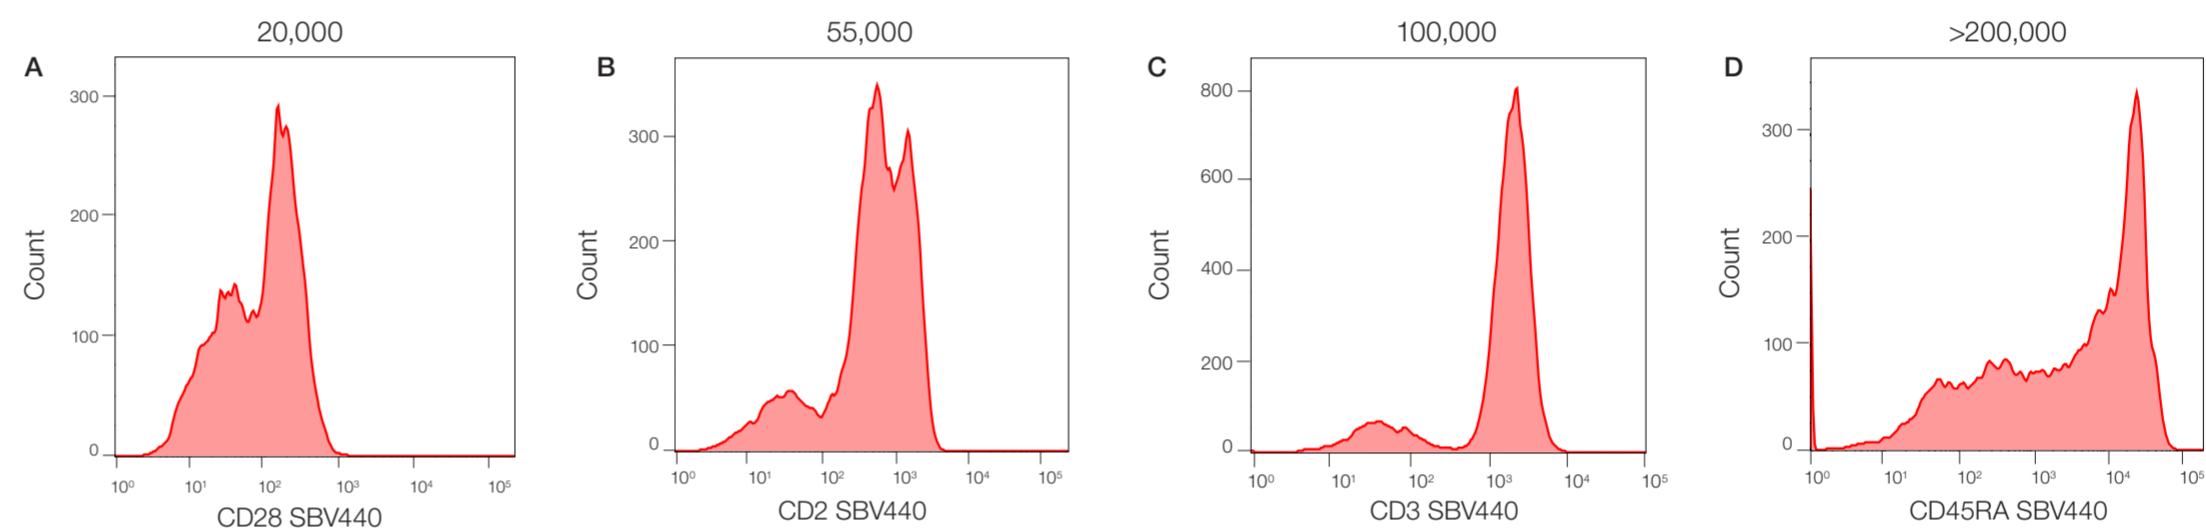 20,000
A
300
200
100
0
Count
10⁰ 10¹ 10² 10³ 10⁴ 10⁵
CD28 SBV440
55,000
B
300
200
100
0
Count
10⁰ 10¹ 10² 10³ 10⁴ 10⁵
CD2 SBV440
100,000
C
800
600
400
200
0
Count
10⁰ 10¹ 10² 10³ 10⁴ 10⁵
CD3 SBV440
>200,000
D
300
200
100
0
Count
10⁰ 10¹ 10² 10³ 10⁴ 10⁵
CD45RA SBV440